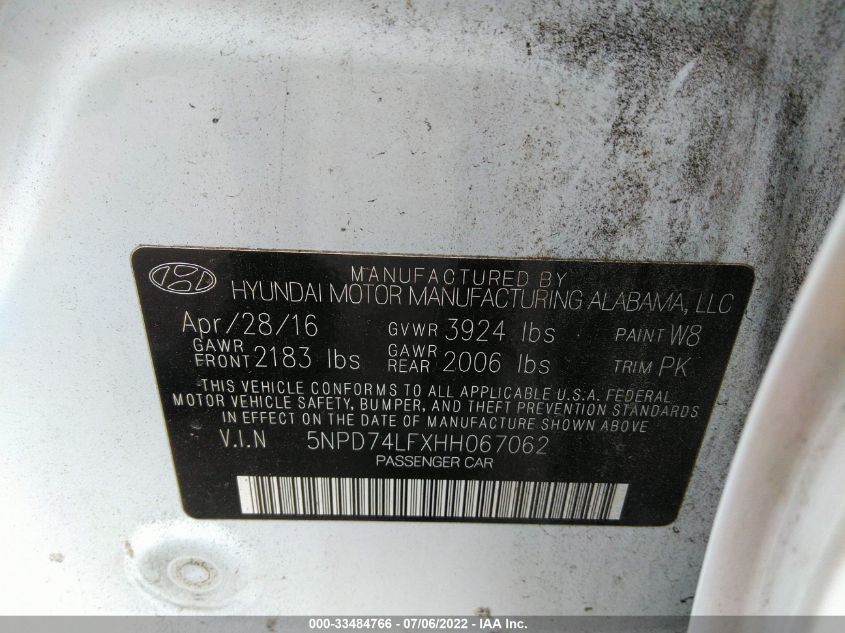 MANUFACTURED BY
HYUNDAI MOTOR MANUFACTURING ALABAMA, LLC
Apr/28/16 GVWR 3924 lbs PAINT W8
GAWR FRONT 2183 lbs GAWR REAR 2006 lbs TRIM PK
THIS VEHICLE CONFORMS TO ALL APPLICABLE U.S.A. FEDERAL
MOTOR VEHICLE SAFETY, BUMPER, AND THEFT PREVENTION STANDARDS
IN EFFECT ON THE DATE OF MANUFACTURE SHOWN ABOVE
V.I.N 5NPD74LFXHH067062
PASSENGER CAR
000-33484766 - 07/06/2022 - IAA Inc.